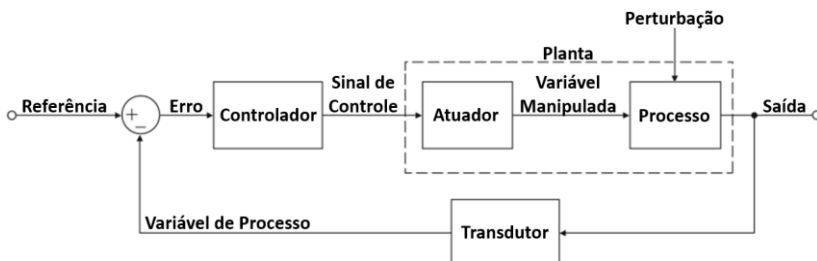 Perturbação
Planta
Referência
+
−
Erro
Controlador
Sinal de
Controle
Atuador
Variável
Manipulada
Processo
Saída
Variável de Processo
Transdutor